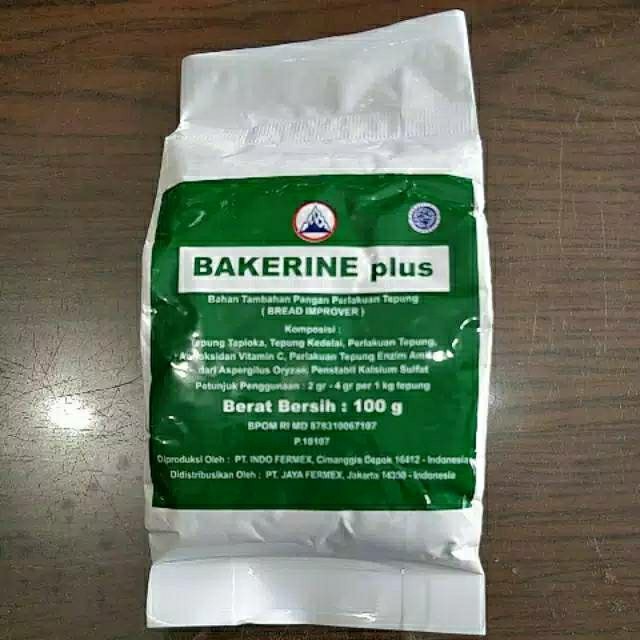 BAKERINE plus
Bahan Tambahan Pangan Perlakuan Tepung
( BREAD IMPROVER )
Komposisi :
Tepung Tapioka, Tepung Kedelai, Perlakuan Tepung,
Vitamin C, Perlakuan Tepung Enzim
dari Aspergilus Oryzae, Penstabil Kalsium Sulfat
Petunjuk Penggunaan : 2 gr - 4 gr per 1 kg tepung
Berat Bersih : 100 g
BPOM RI MD 678310067107
P.18107
Diproduksi Oleh : PT. INDO FERMEX, Cimanggis Depok 16412 - Indonesia
Didistribusikan Oleh : PT. JAYA FERMEX, Jakarta 14350 - Indonesia